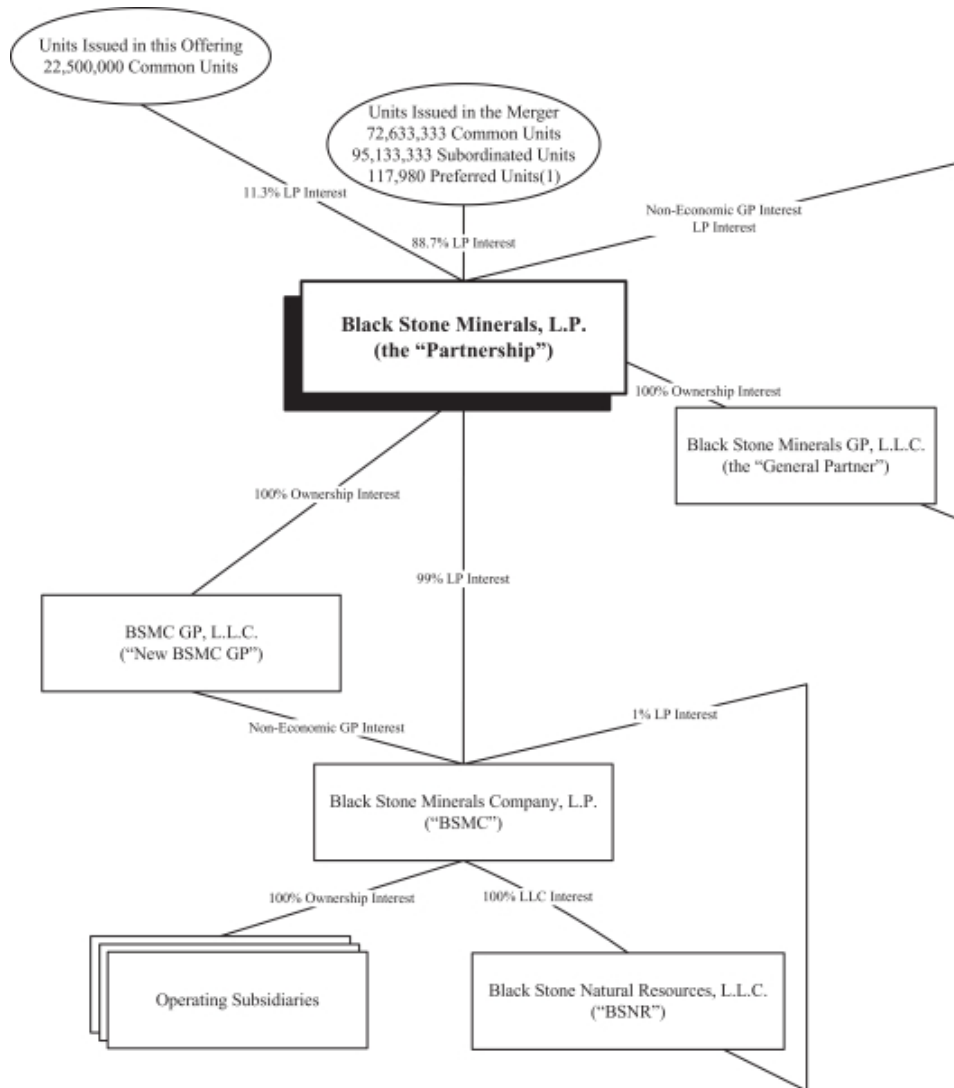 Units Issued in this Offering
22,500,000 Common Units
Units Issued in the Merger
72,633,333 Common Units
95,133,333 Subordinated Units
117,980 Preferred Units(1)
11.3% LP Interest
88.7% LP Interest
Non-Economic GP Interest
LP Interest
Black Stone Minerals, L.P.
(the “Partnership”)
100% Ownership Interest
Black Stone Minerals GP, L.L.C.
(the “General Partner”)
100% Ownership Interest
99% LP Interest
BSMC GP, L.L.C.
(“New BSMC GP”)
Non-Economic GP Interest
1% LP Interest
Black Stone Minerals Company, L.P.
(“BSMC”)
100% Ownership Interest
100% LLC Interest
Operating Subsidiaries
Black Stone Natural Resources, L.L.C.
(“BSNR”)